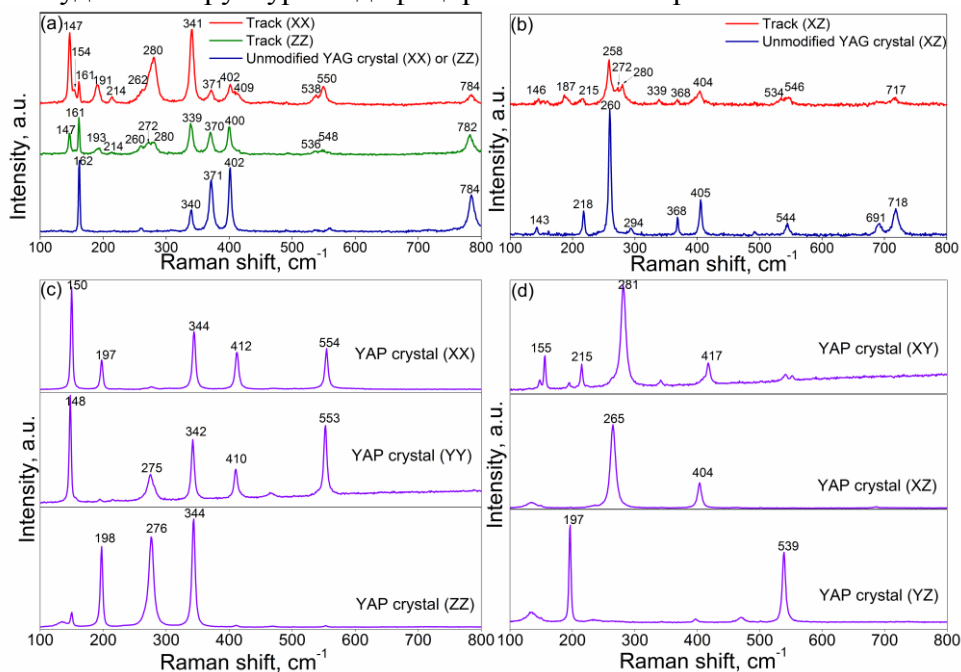 (a)
Track (XX)
Track (ZZ)
Unmodified YAG crystal (XX) or (ZZ)
147
154
161
191
214
262
280
341
371
402
409
538
550
784
161
147
193
214
260
272
280
339
370
400
536
548
782
162
340
371
402
784
Intensity, a.u.
100 200 300 400 500 600 700 800
Raman shift, cm⁻¹
(b)
Track (XZ)
Unmodified YAG crystal (XZ)
258
272
280
146
187
215
339
368
404
534
546
717
260
143
218
294
368
405
544
691
718
Intensity, a.u.
100 200 300 400 500 600 700 800
Raman shift, cm⁻¹
(c)
150
197
344
412
554
YAP crystal (XX)
148
275
342
410
553
YAP crystal (YY)
198
276
344
YAP crystal (ZZ)
Intensity, a.u.
100 200 300 400 500 600 700 800
Raman shift, cm⁻¹
(d)
281
155
215
417
YAP crystal (XY)
265
404
YAP crystal (XZ)
197
539
YAP crystal (YZ)
Intensity, a.u.
100 200 300 400 500 600 700 800
Raman shift, cm⁻¹